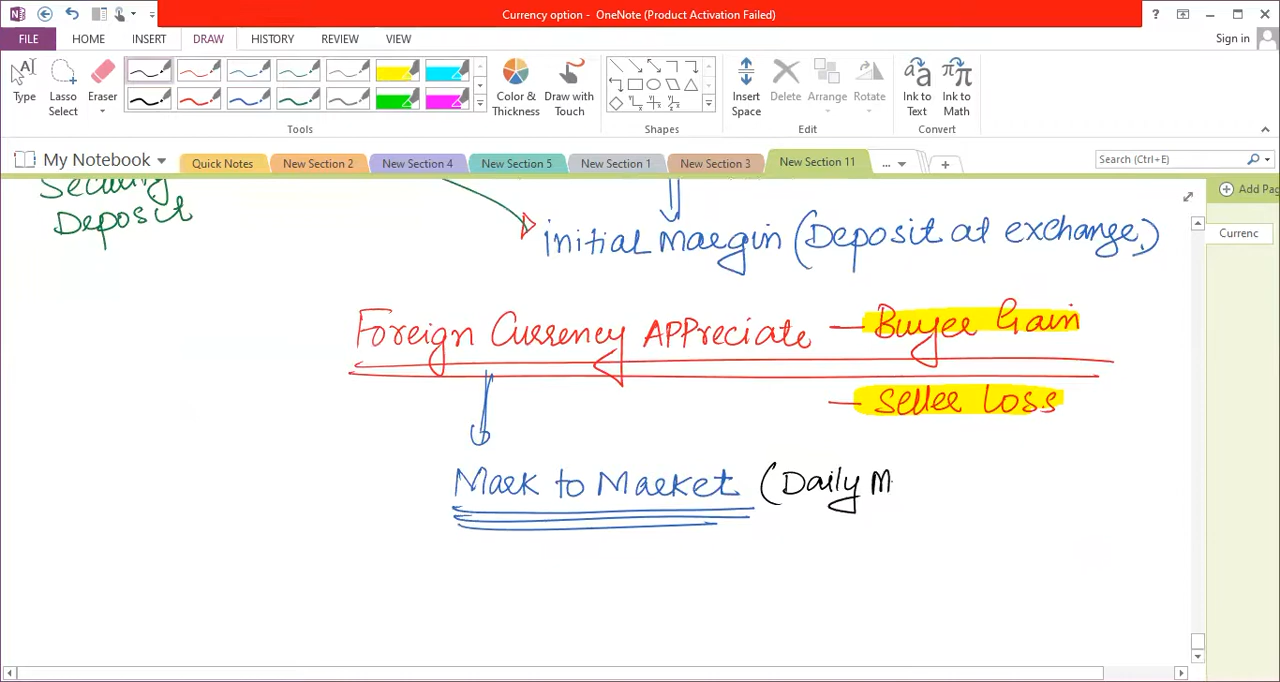 Currency option - OneNote (Product Activation Failed)
FILE HOME INSERT DRAW HISTORY REVIEW VIEW
Sign in
Type
Lasso Select
Eraser
Color & Thickness
Draw with Touch
Insert Space
Delete
Arrange
Rotate
Ink to Text
Ink to Math
Tools
Shapes
Edit
Convert
My Notebook
Quick Notes
New Section 2
New Section 4
New Section 5
New Section 1
New Section 3
New Section 11
...
Search (Ctrl+E)
Add Pag
Currenc
Security
Deposit
initial Margin (Deposit at exchange.)
Foreign Currency APPreciate — Buyer Gain
— Seller Loss
Mark to Market (Daily M